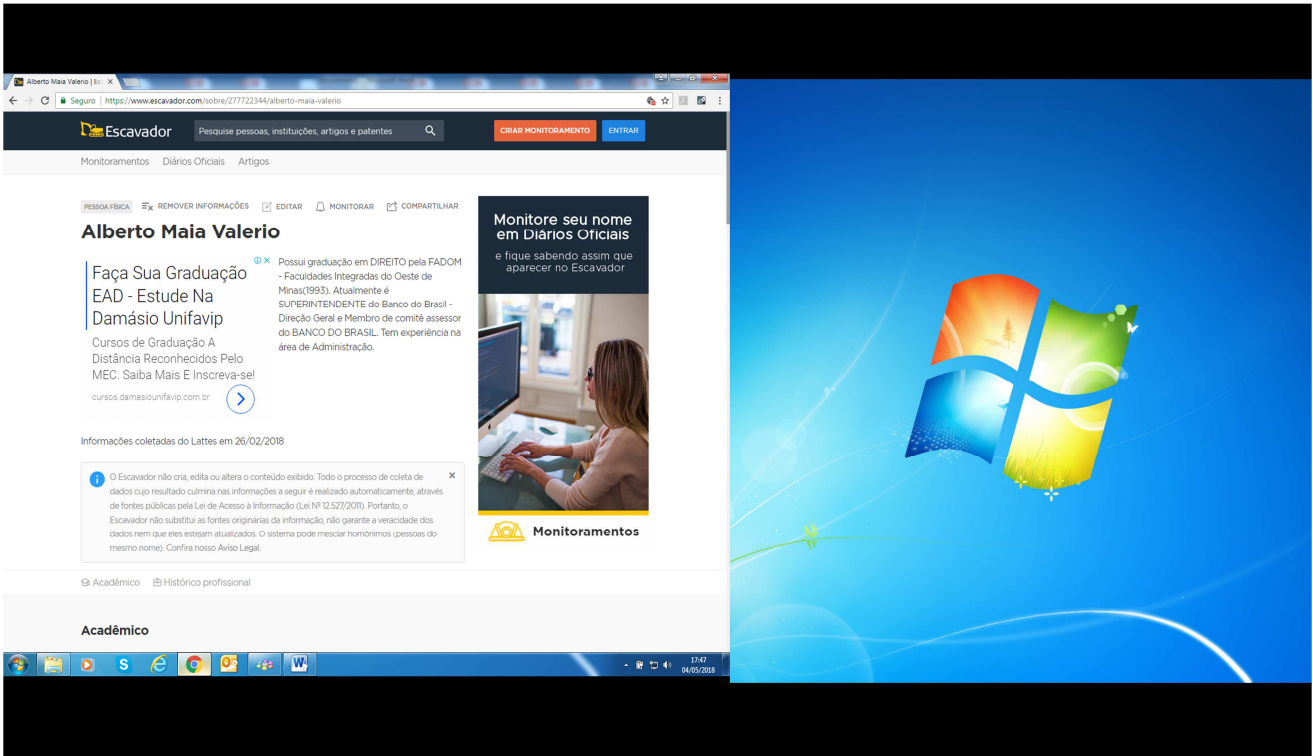 Alberto Maia Valerio | Es
Seguro | https://www.escavador.com/sobre/277722344/alberto-maia-valerio
Escavador
Pesquise pessoas, instituições, artigos e patentes
CRIAR MONITORAMENTO
ENTRAR
Monitoramentos Diários Oficiais Artigos
PESSOA FÍSICA REMOVER INFORMAÇÕES EDITAR MONITORAR COMPARTILHAR
Alberto Maia Valerio
Faça Sua Graduação
EAD - Estude Na
Damásio Unifavip
Cursos de Graduação A
Distância Reconhecidos Pelo
MEC. Saiba Mais E Inscreva-se!
cursos.damasiounifavip.com.br
Possui graduação em DIREITO pela FADOM
- Faculdades Integradas do Oeste de
Minas(1993). Atualmente é
SUPERINTENDENTE do Banco do Brasil -
Direção Geral e Membro de comitê assessor
do BANCO DO BRASIL. Tem experiência na
área de Administração.
Informações coletadas do Lattes em 26/02/2018
O Escavador não cria, edita ou altera o conteúdo exibido. Todo o processo de coleta de
dados cujo resultado culmina nas informações a seguir é realizado automaticamente, através
de fontes públicas pela Lei de Acesso à Informação (Lei Nº 12.527/2011). Portanto, o
Escavador não substitui as fontes originárias da informação, não garante a veracidade dos
dados nem que eles estejam atualizados. O sistema pode mesclar homônimos (pessoas do
mesmo nome). Confira nosso Aviso Legal.
Monitore seu nome
em Diários Oficiais
e fique sabendo assim que
aparecer no Escavador
Monitoramentos
Acadêmico Histórico profissional
Acadêmico
17:47
04/05/2018